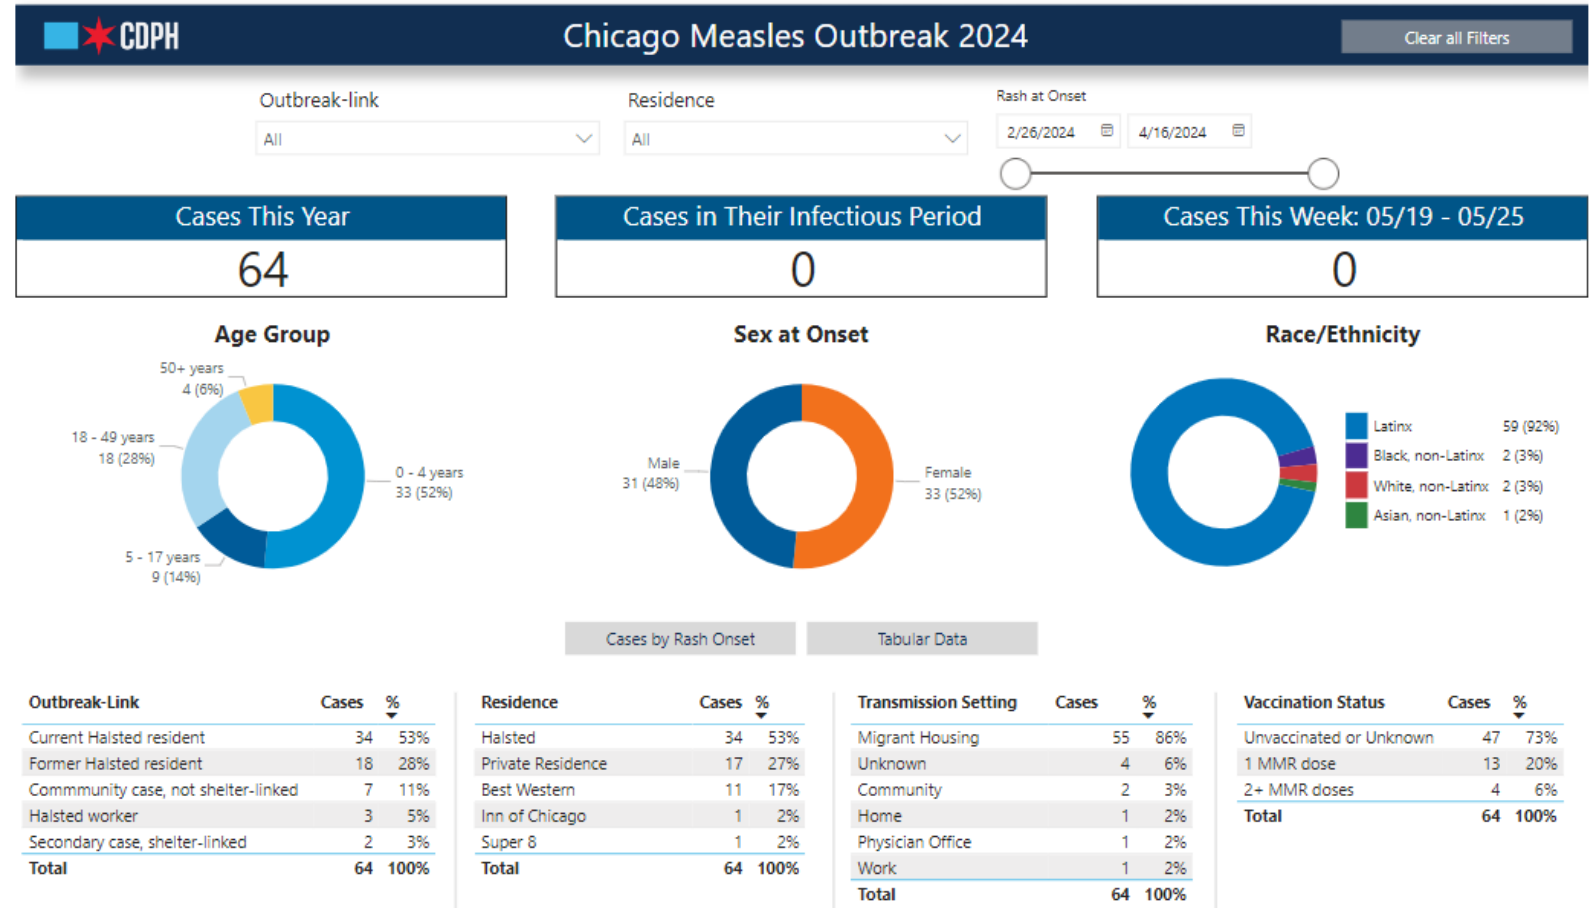 CDPH
Chicago Measles Outbreak 2024
Clear all Filters
Outbreak-link
All
Residence
All
Rash at Onset
2/26/2024
4/16/2024
Cases This Year
64
Cases in Their Infectious Period
0
Cases This Week: 05/19 - 05/25
0
Age Group
50+ years
4 (6%)
18 - 49 years
18 (28%)
0 - 4 years
33 (52%)
5 - 17 years
9 (14%)
Sex at Onset
Male
31 (48%)
Female
33 (52%)
Race/Ethnicity
Latinx 59 (92%)
Black, non-Latinx 2 (3%)
White, non-Latinx 2 (3%)
Asian, non-Latinx 1 (2%)
Cases by Rash Onset
Tabular Data
Outbreak-Link Cases %
Current Halsted resident 34 53%
Former Halsted resident 18 28%
Commmunity case, not shelter-linked 7 11%
Halsted worker 3 5%
Secondary case, shelter-linked 2 3%
Total 64 100%
Residence Cases %
Halsted 34 53%
Private Residence 17 27%
Best Western 11 17%
Inn of Chicago 1 2%
Super 8 1 2%
Total 64 100%
Transmission Setting Cases %
Migrant Housing 55 86%
Unknown 4 6%
Community 2 3%
Home 1 2%
Physician Office 1 2%
Work 1 2%
Total 64 100%
Vaccination Status Cases %
Unvaccinated or Unknown 47 73%
1 MMR dose 13 20%
2+ MMR doses 4 6%
Total 64 100%